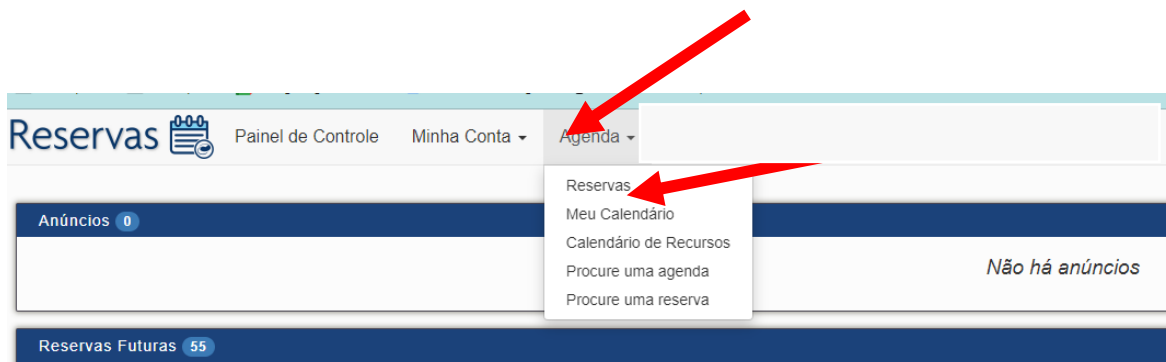 Reservas Painel de Controle Minha Conta Agenda
Reservas
Meu Calendário
Anúncios 0
Calendário de Recursos
Procure uma agenda
Não há anúncios
Procure uma reserva
Reservas Futuras 55